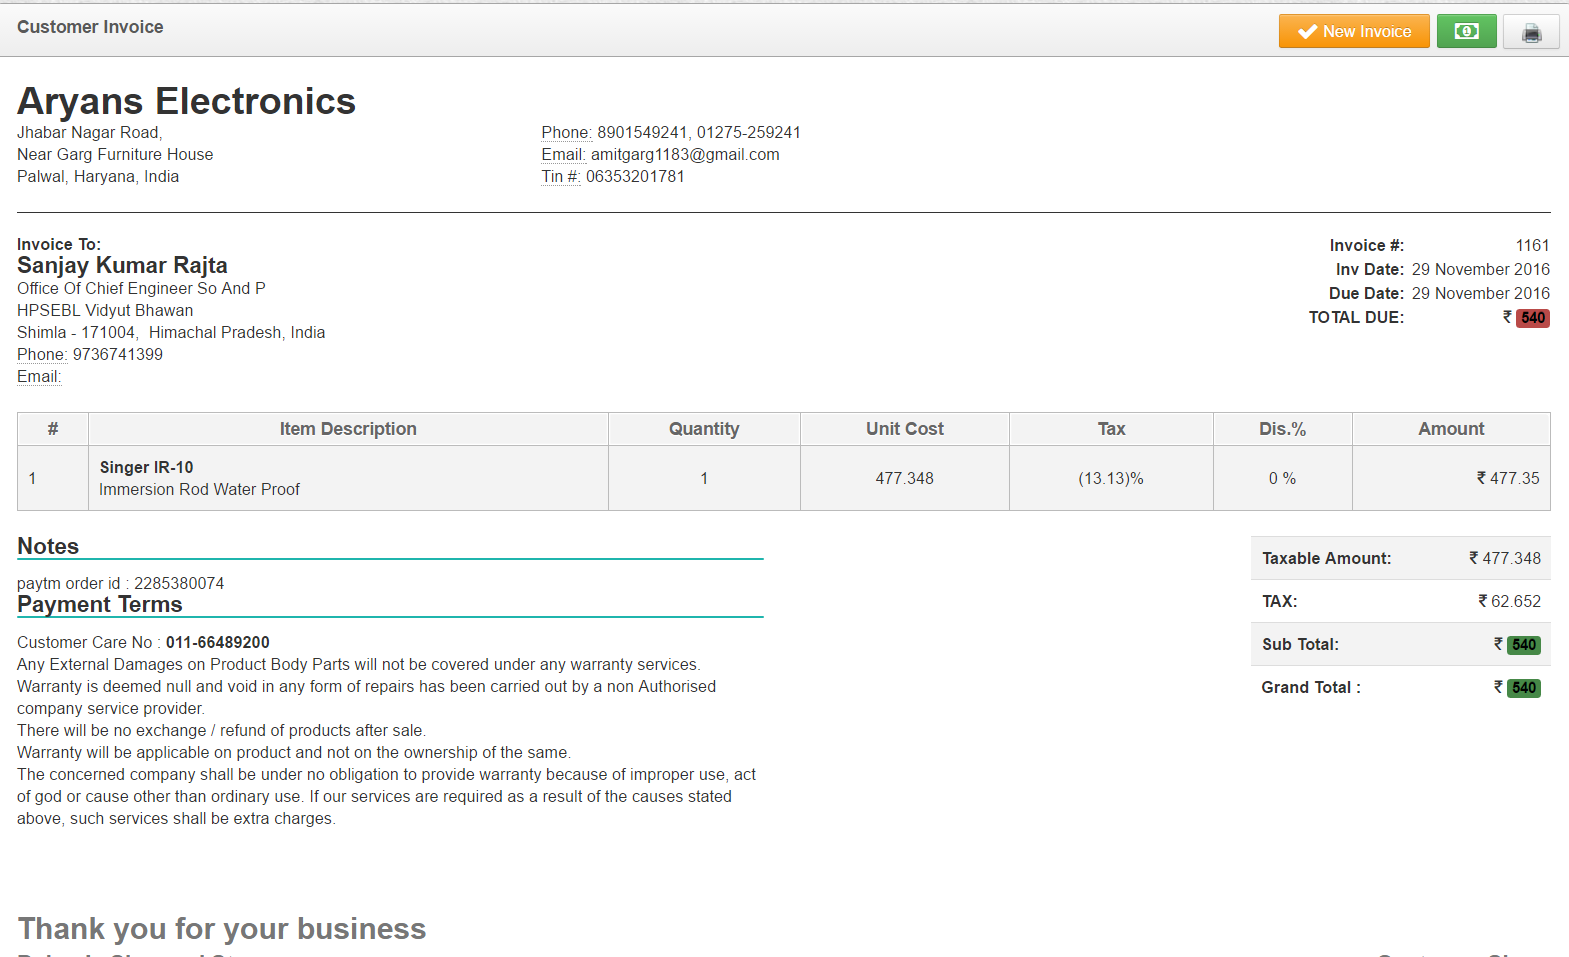 Customer Invoice
New Invoice
Aryans Electronics
Jhabar Nagar Road,
Near Garg Furniture House
Palwal, Haryana, India
Phone: 8901549241, 01275-259241
Email: amitgarg1183@gmail.com
Tin #: 06353201781
Invoice To:
Sanjay Kumar Rajta
Office Of Chief Engineer So And P
HPSEBL Vidyut Bhawan
Shimla - 171004, Himachal Pradesh, India
Phone: 9736741399
Email:
Invoice #: 1161
Inv Date: 29 November 2016
Due Date: 29 November 2016
TOTAL DUE: ₹ 540
# Item Description Quantity Unit Cost Tax Dis.% Amount
1 Singer IR-10 1 477.348 (13.13)% 0 % ₹ 477.35
Immersion Rod Water Proof
Notes
paytm order id : 2285380074
Payment Terms
Customer Care No : 011-66489200
Any External Damages on Product Body Parts will not be covered under any warranty services.
Warranty is deemed null and void in any form of repairs has been carried out by a non Authorised
company service provider.
There will be no exchange / refund of products after sale.
Warranty will be applicable on product and not on the ownership of the same.
The concerned company shall be under no obligation to provide warranty because of improper use, act
of god or cause other than ordinary use. If our services are required as a result of the causes stated
above, such services shall be extra charges.
Taxable Amount: ₹ 477.348
TAX: ₹ 62.652
Sub Total: ₹ 540
Grand Total : ₹ 540
Thank you for your business